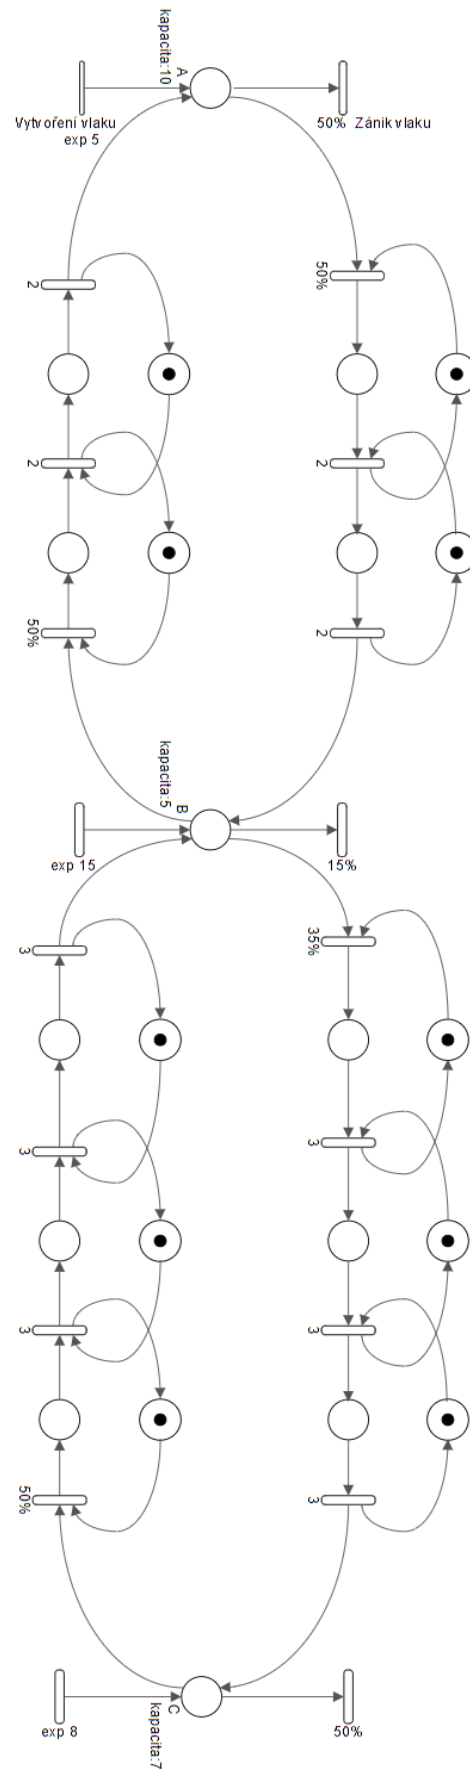 kapacita:10
A
Vytvoření vlaku
exp 5
50% Zánik vlaku
50%
2
2
2
2
50%
kapacita:5
B
exp 15
15%
35%
3
3
3
3
3
3
50%
C
kapacita:7
exp 8
50%